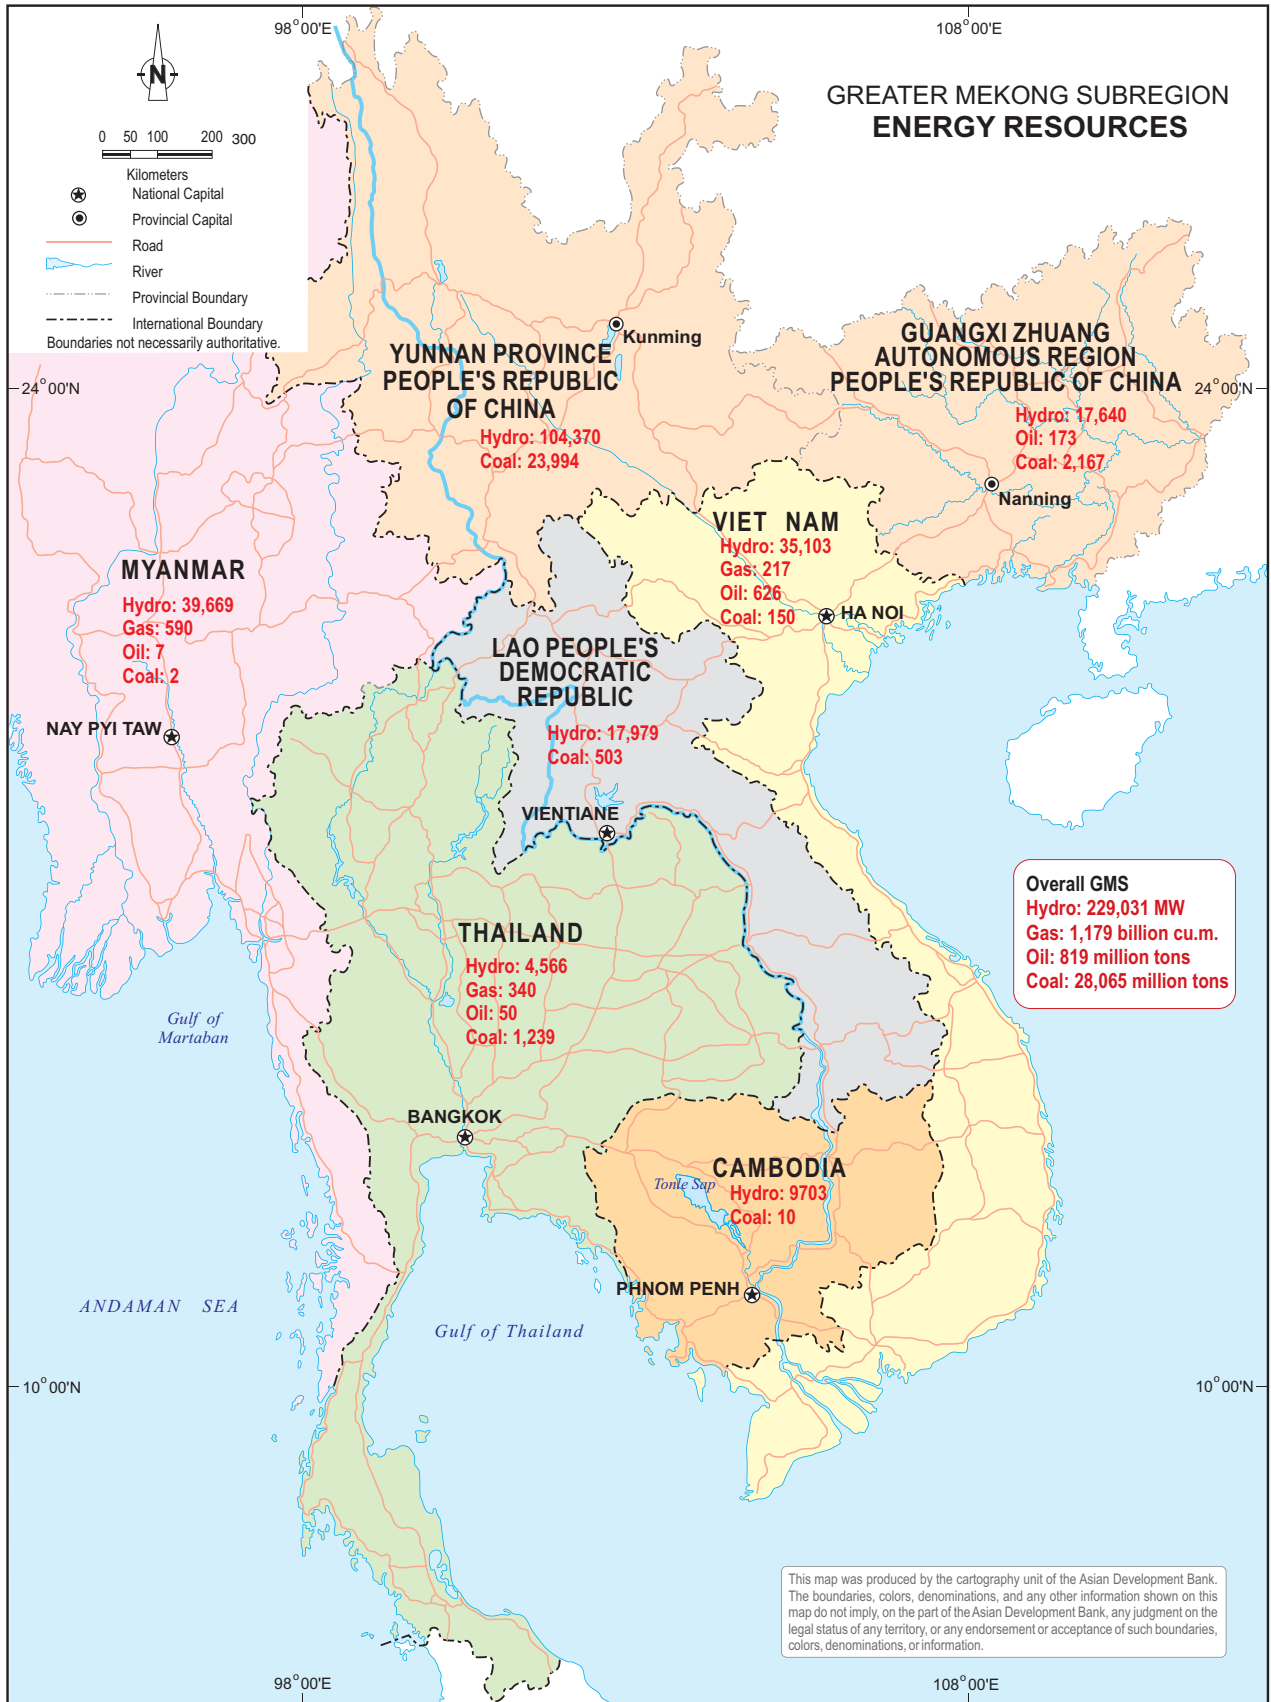 98°00'E
108°00'E
N
GREATER MEKONG SUBREGION
ENERGY RESOURCES
0 50 100 200 300
Kilometers
National Capital
Provincial Capital
Road
River
Provincial Boundary
International Boundary
Boundaries not necessarily authoritative.
Kunming
GUANGXI ZHUANG
AUTONOMOUS REGION
PEOPLE'S REPUBLIC OF CHINA
Hydro: 17,640
Oil: 173
Coal: 2,167
YUNNAN PROVINCE
PEOPLE'S REPUBLIC
OF CHINA
Hydro: 104,370
Coal: 23,994
24°00'N
24°00'N
Nanning
VIET NAM
Hydro: 35,103
Gas: 217
Oil: 626
Coal: 150
HA NOI
MYANMAR
Hydro: 39,669
Gas: 590
Oil: 7
Coal: 2
NAY PYI TAW
LAO PEOPLE'S
DEMOCRATIC
REPUBLIC
Hydro: 17,979
Coal: 503
VIENTIANE
Overall GMS
Hydro: 229,031 MW
Gas: 1,179 billion cu.m.
Oil: 819 million tons
Coal: 28,065 million tons
THAILAND
Hydro: 4,566
Gas: 340
Oil: 50
Coal: 1,239
Gulf of
Martaban
BANGKOK
CAMBODIA
Tonle Sap
Hydro: 9703
Coal: 10
PHNOM PENH
ANDAMAN SEA
Gulf of Thailand
10°00'N
10°00'N
This map was produced by the cartography unit of the Asian Development Bank.
The boundaries, colors, denominations, and any other information shown on this
map do not imply, on the part of the Asian Development Bank, any judgment on the
legal status of any territory, or any endorsement or acceptance of such boundaries,
colors, denominations, or information.
98°00'E
108°00'E